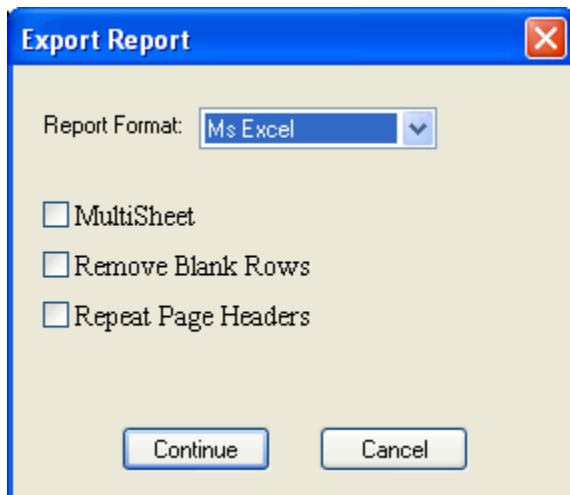 Export Report
Report Format: Ms Excel
MultiSheet
Remove Blank Rows
Repeat Page Headers
Continue Cancel